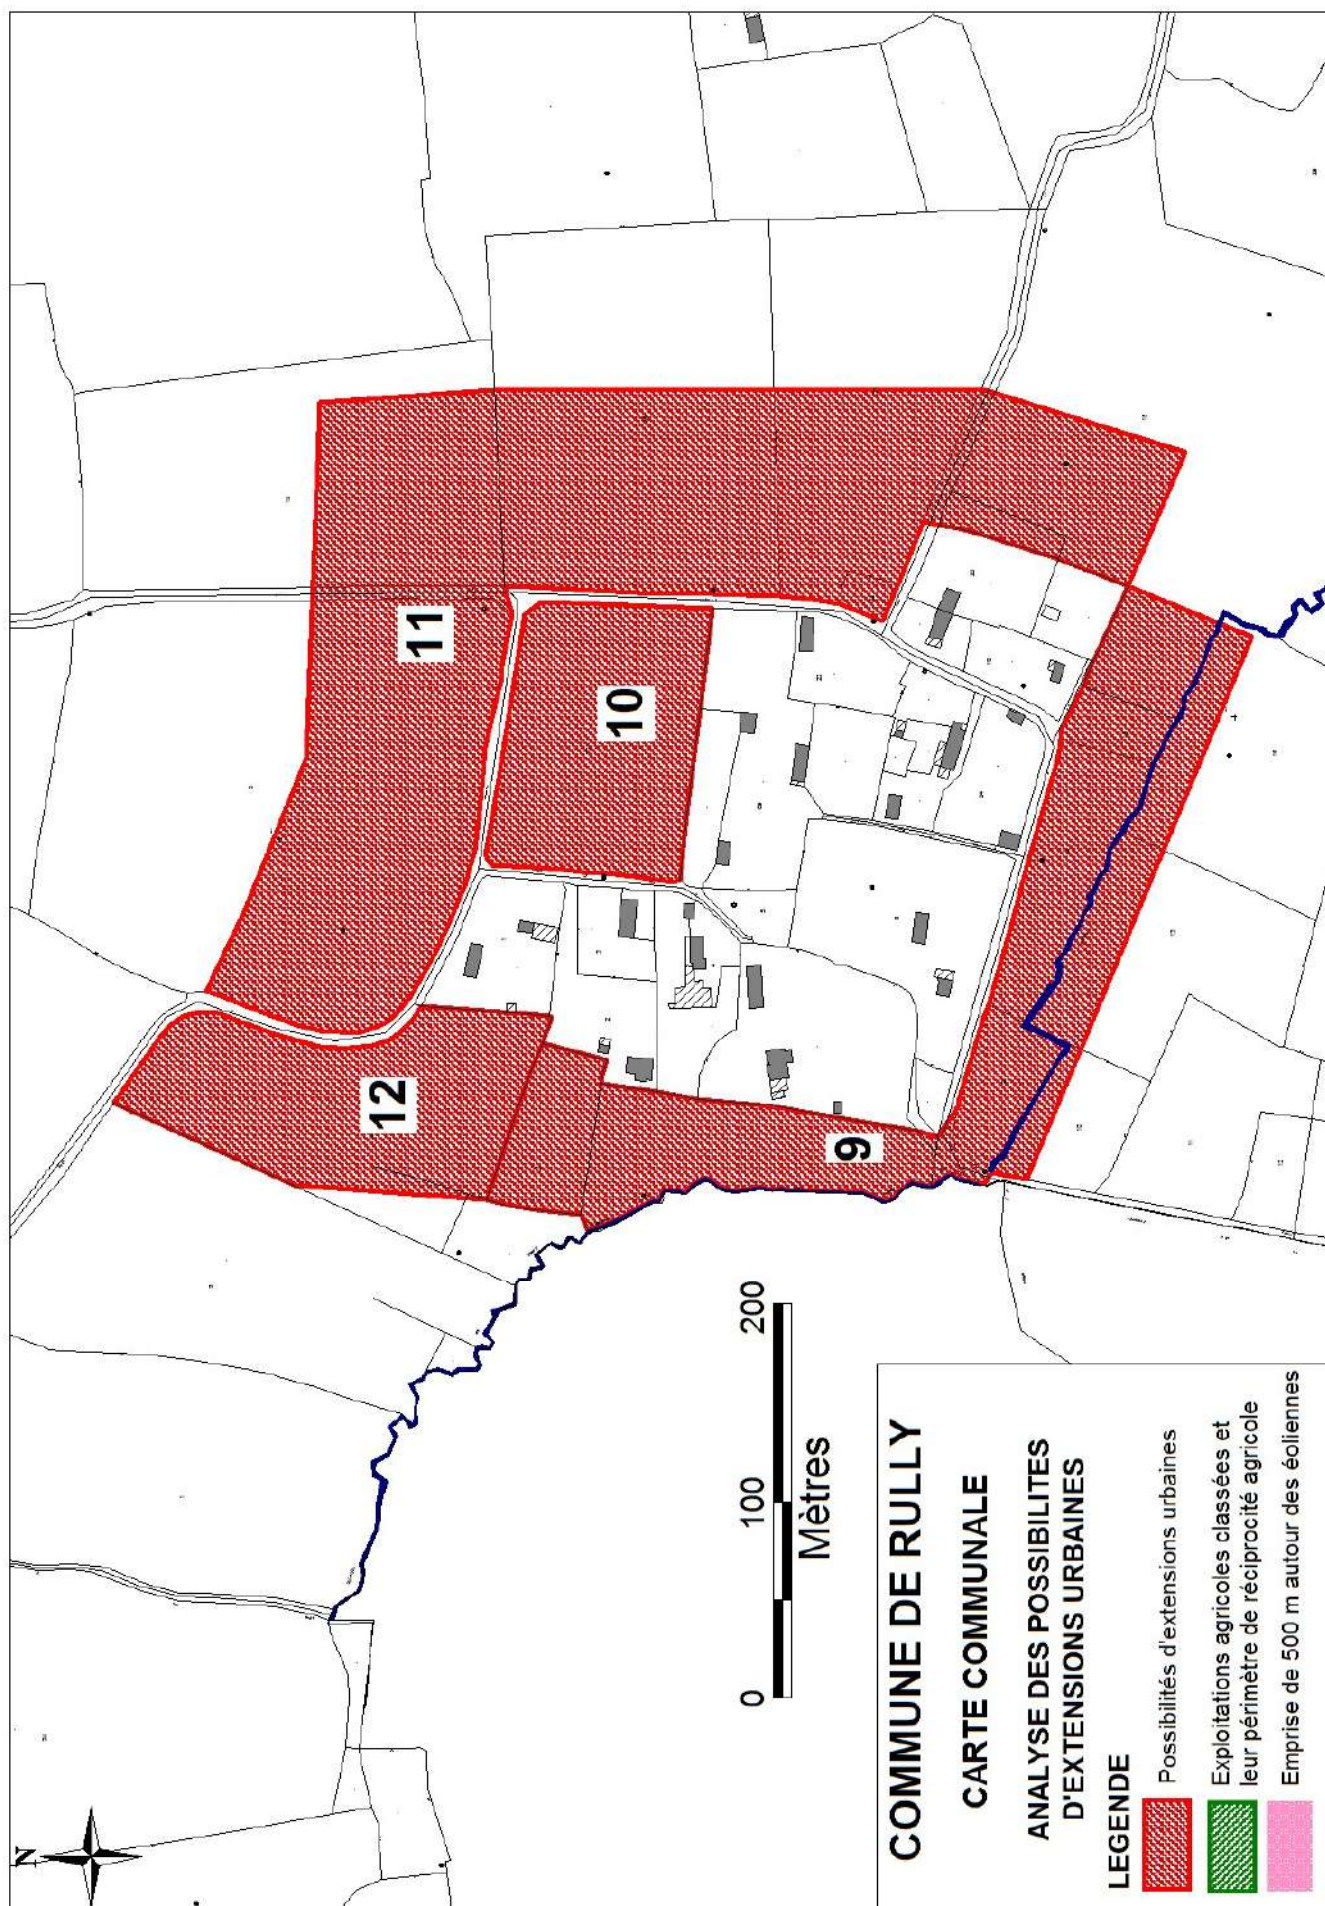 N
11
10
12
9
0 100 200
Mètres
COMMUNE DE RULLY
CARTE COMMUNALE
ANALYSE DES POSSIBILITES
D'EXTENSIONS URBAINES
LEGENDE
Possibilités d'extensions urbaines
Exploitations agricoles classées et
leur périmètre de réciprocité agricole
Emprise de 500 m autour des éoliennes